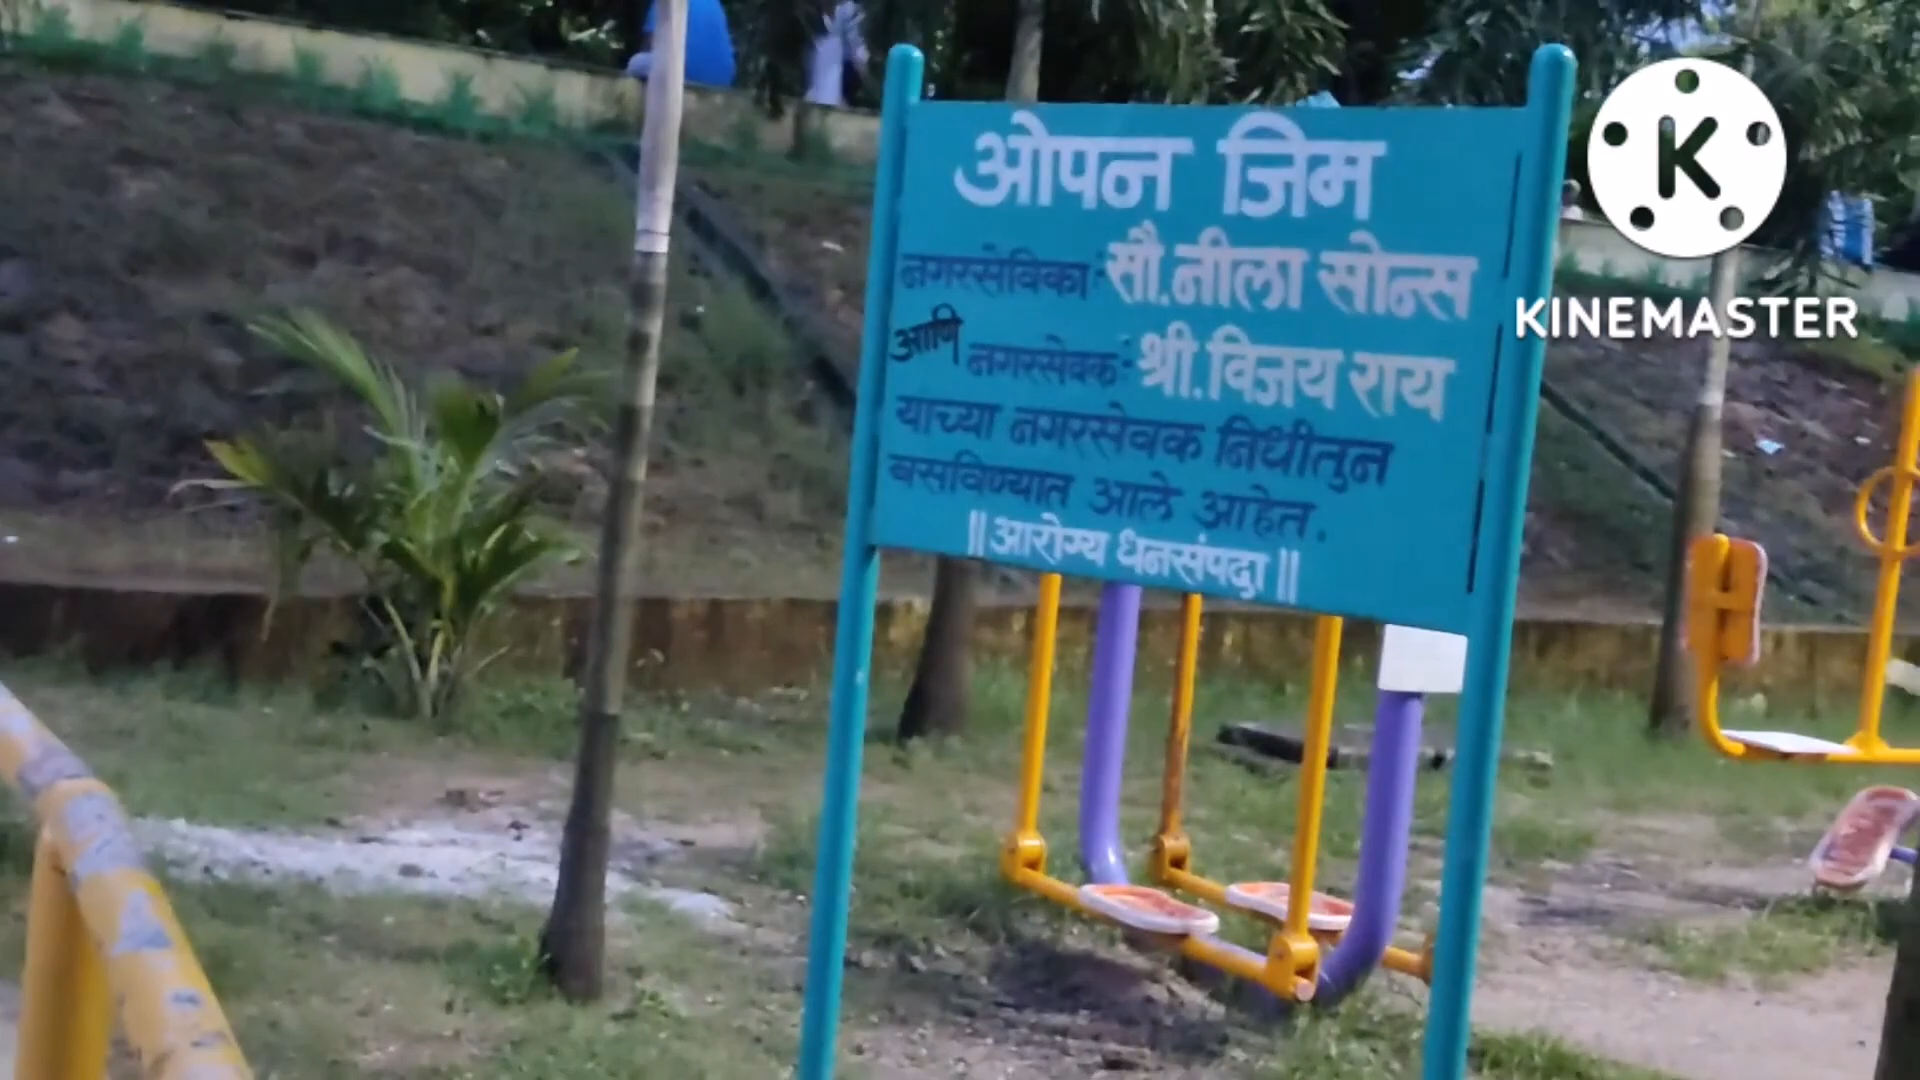 ओपन जिम
नगरसेविका: सौ.नीला सोन्स
आणि नगरसेवक: श्री.विजय राय
याच्या नगरसेवक निधीतुन
बसविण्यात आले आहेत.
॥ आरोग्य धनसंपदा ॥
K
KINEMASTER